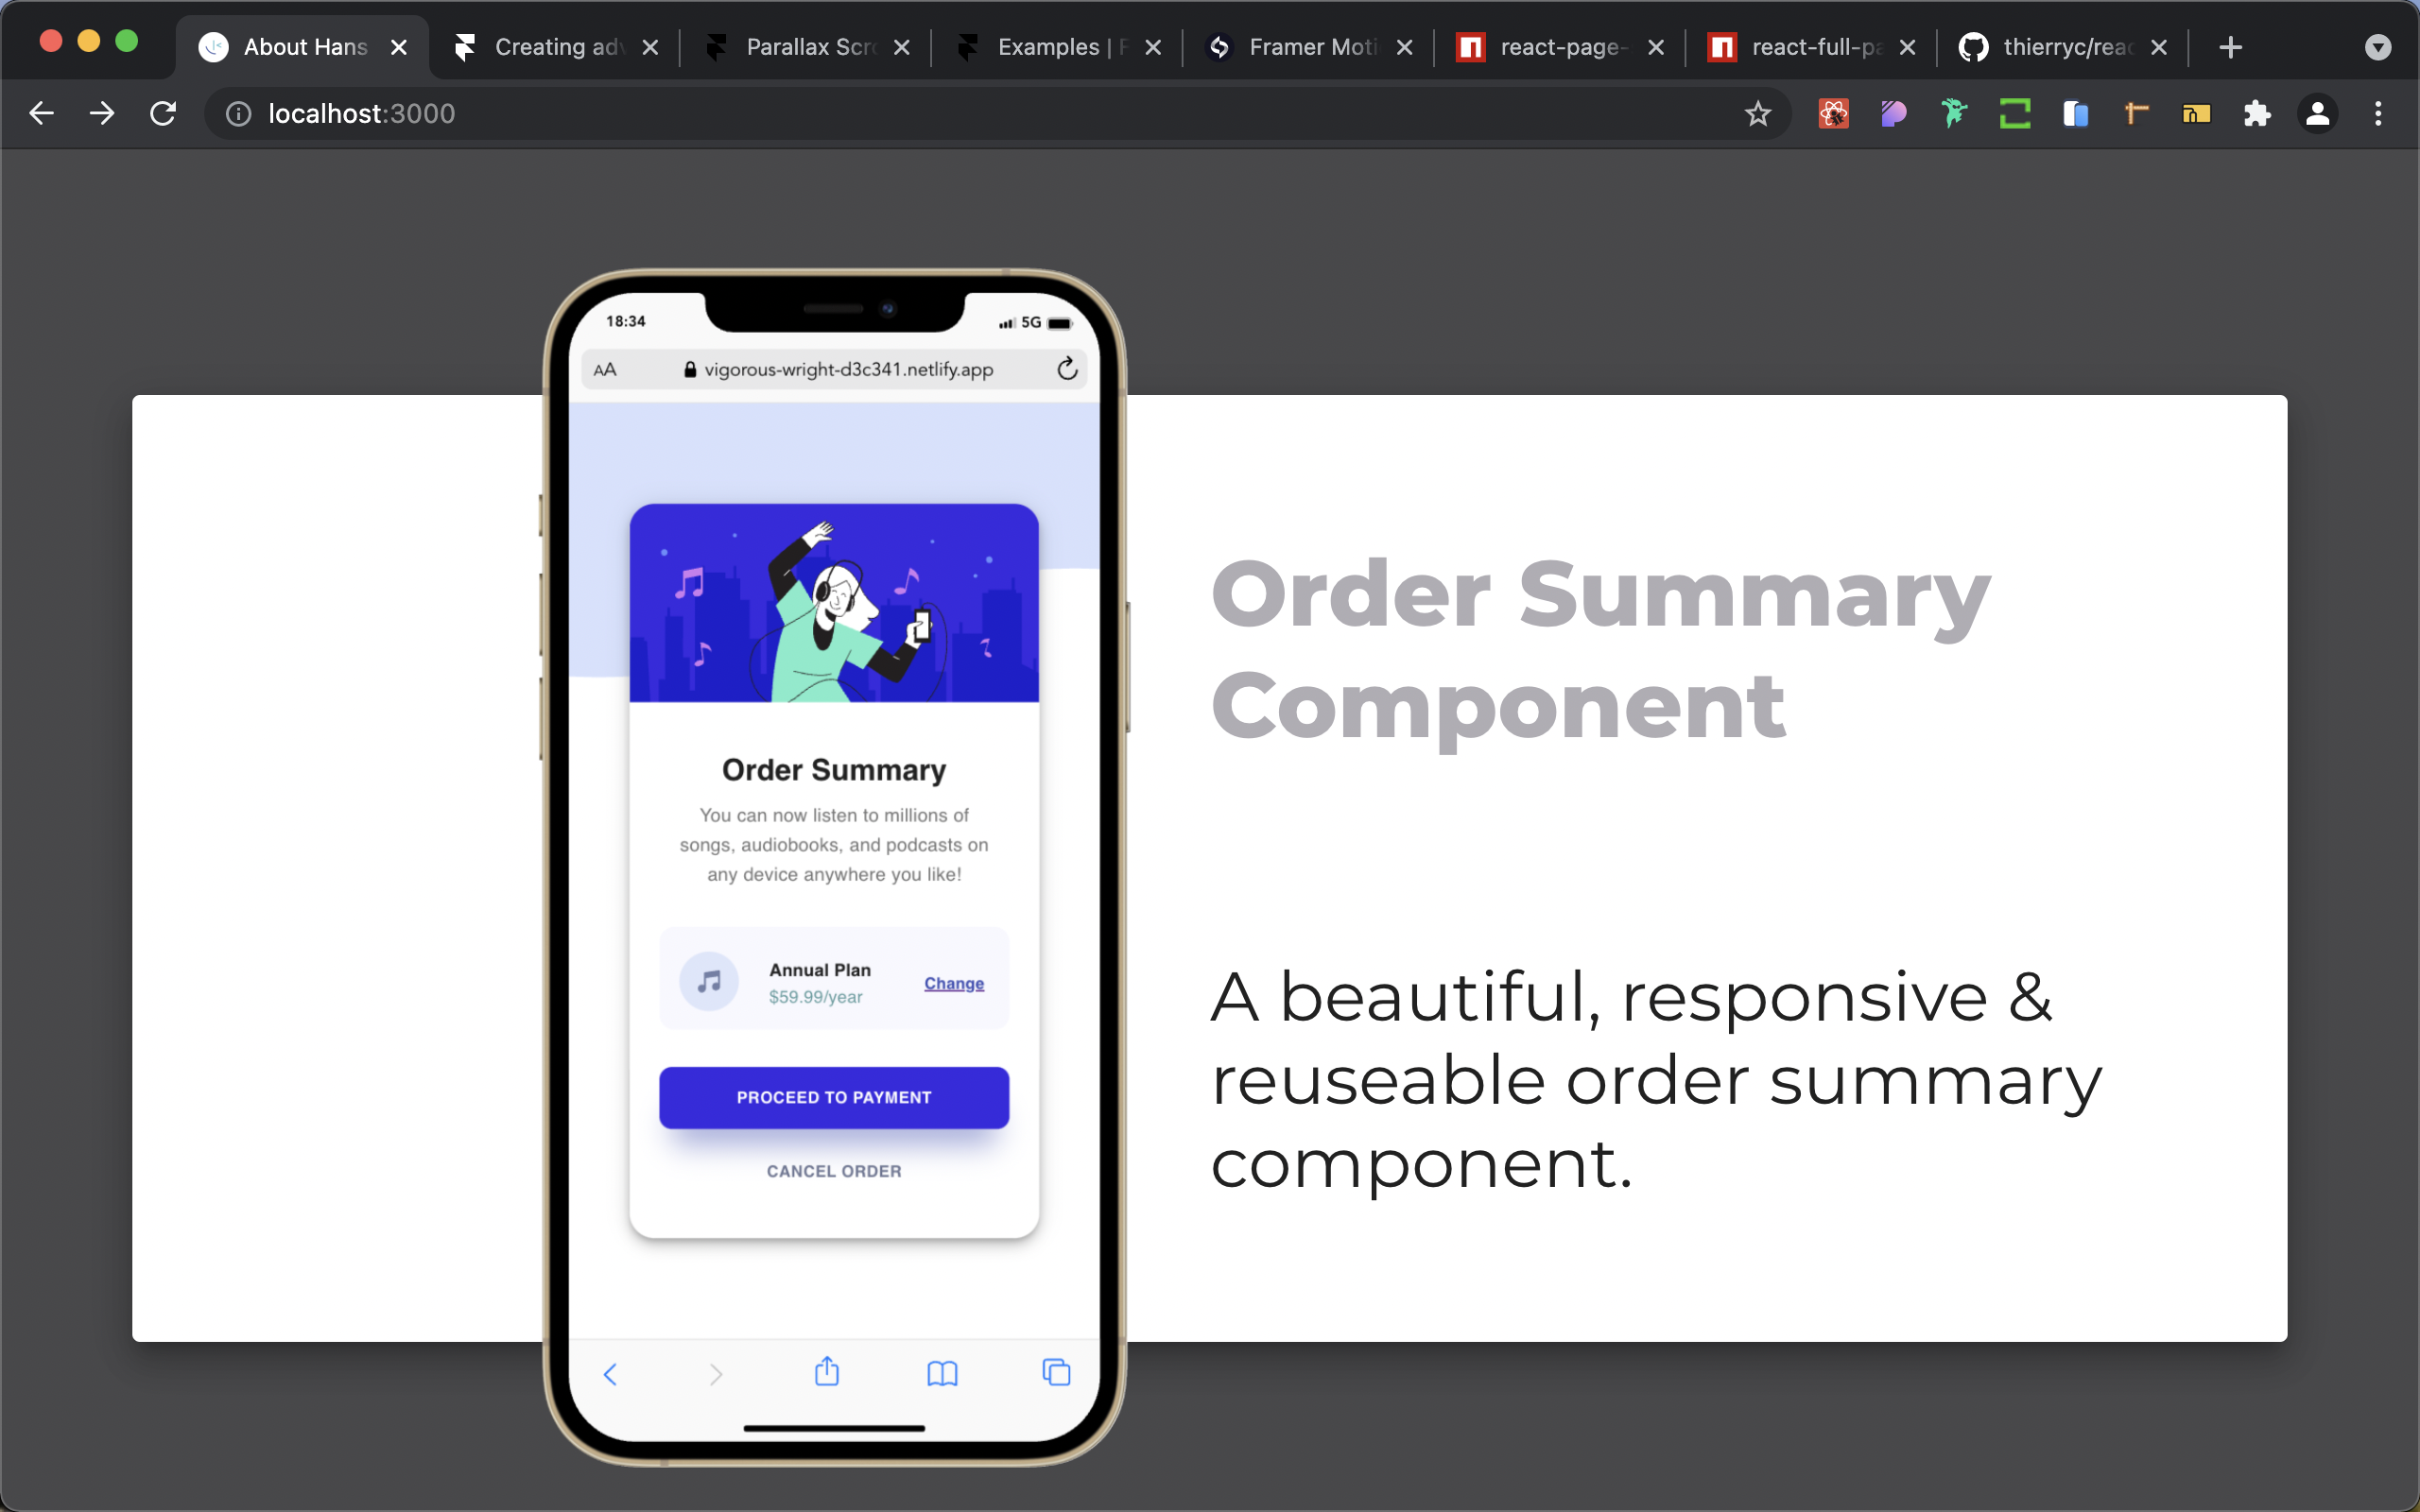 About Hans
Creating adv
Parallax Scro
Examples | F
Framer Moti
react-page-
react-full-pa
thierryc/reac
localhost:3000
18:34
5G
AA
vigorous-wright-d3c341.netlify.app
Order Summary
You can now listen to millions of
songs, audiobooks, and podcasts on
any device anywhere you like!
Annual Plan
$59.99/year
Change
PROCEED TO PAYMENT
CANCEL ORDER
Order Summary
Component
A beautiful, responsive &
reuseable order summary
component.